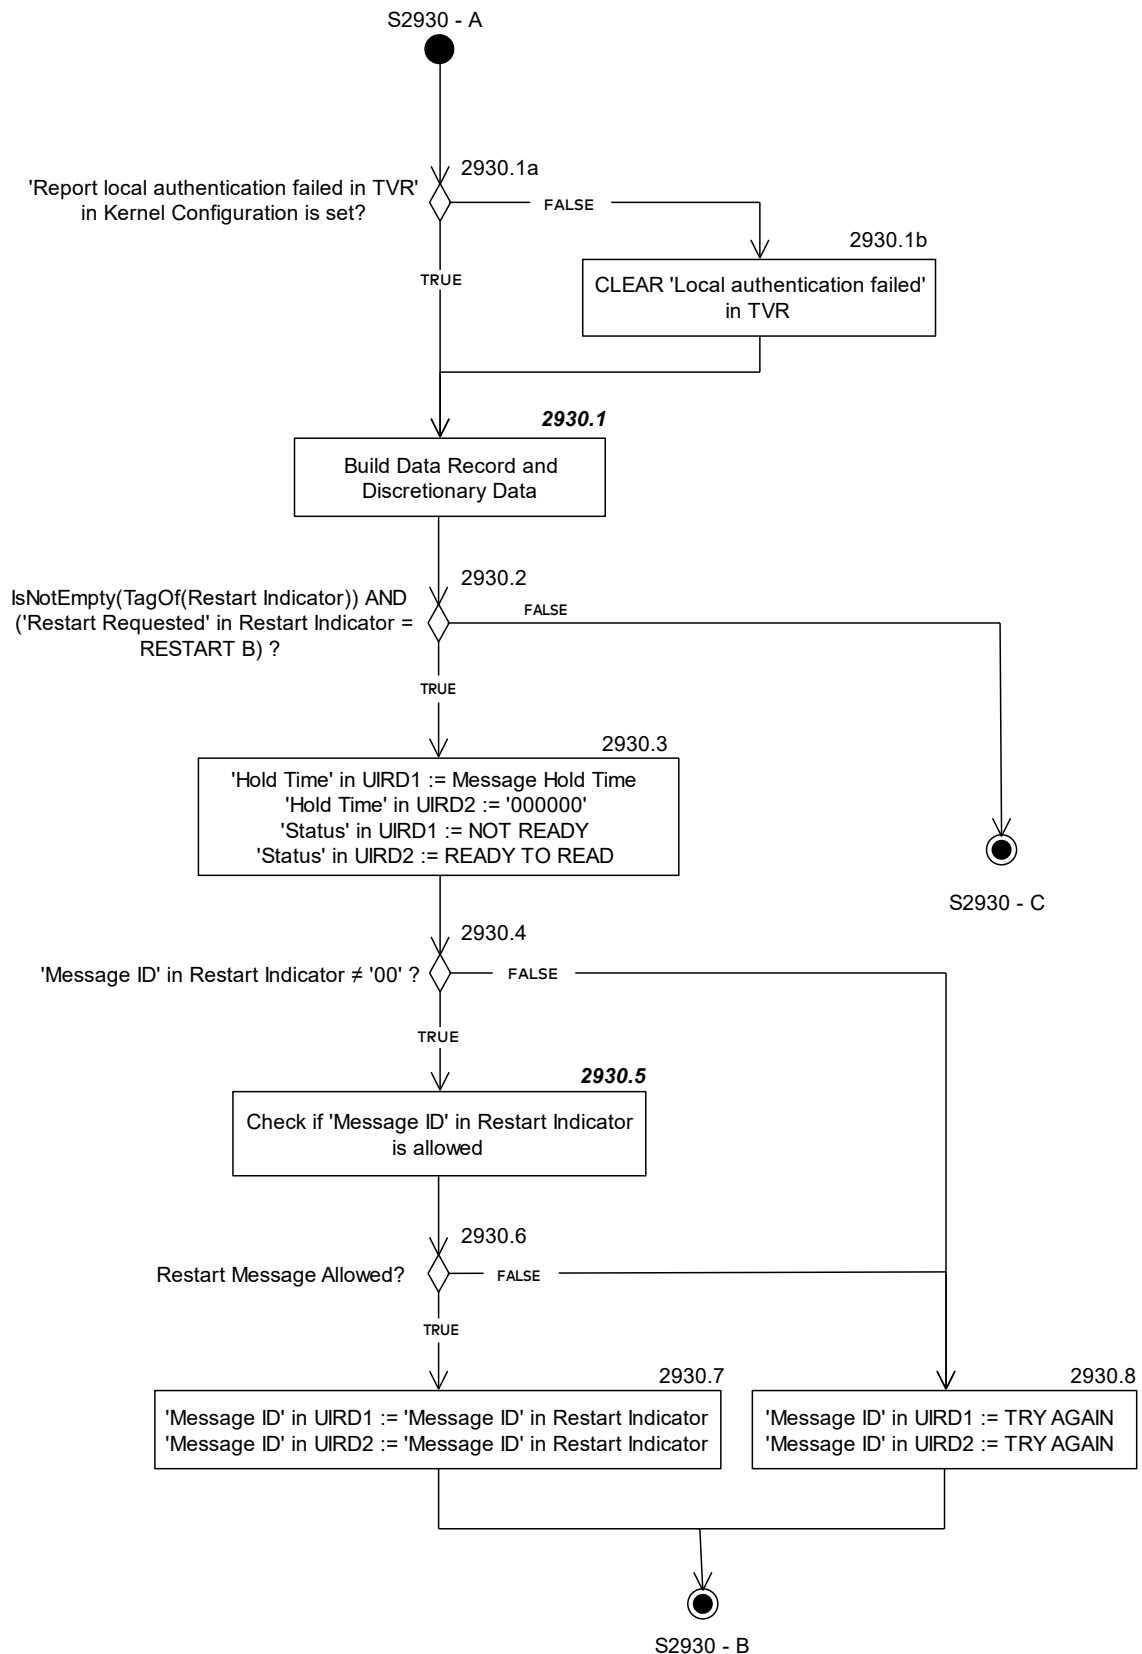 S2930 - A
2930.1a
'Report local authentication failed in TVR'
in Kernel Configuration is set?
FALSE
2930.1b
TRUE
CLEAR 'Local authentication failed'
in TVR
2930.1
Build Data Record and
Discretionary Data
2930.2
IsNotEmpty(TagOf(Restart Indicator)) AND
('Restart Requested' in Restart Indicator =
RESTART B) ?
FALSE
TRUE
2930.3
'Hold Time' in UIRD1 := Message Hold Time
'Hold Time' in UIRD2 := '000000'
'Status' in UIRD1 := NOT READY
'Status' in UIRD2 := READY TO READ
S2930 - C
2930.4
'Message ID' in Restart Indicator ≠ '00' ?
FALSE
TRUE
2930.5
Check if 'Message ID' in Restart Indicator
is allowed
2930.6
Restart Message Allowed?
FALSE
TRUE
2930.7
'Message ID' in UIRD1 := 'Message ID' in Restart Indicator
'Message ID' in UIRD2 := 'Message ID' in Restart Indicator
2930.8
'Message ID' in UIRD1 := TRY AGAIN
'Message ID' in UIRD2 := TRY AGAIN
S2930 - B